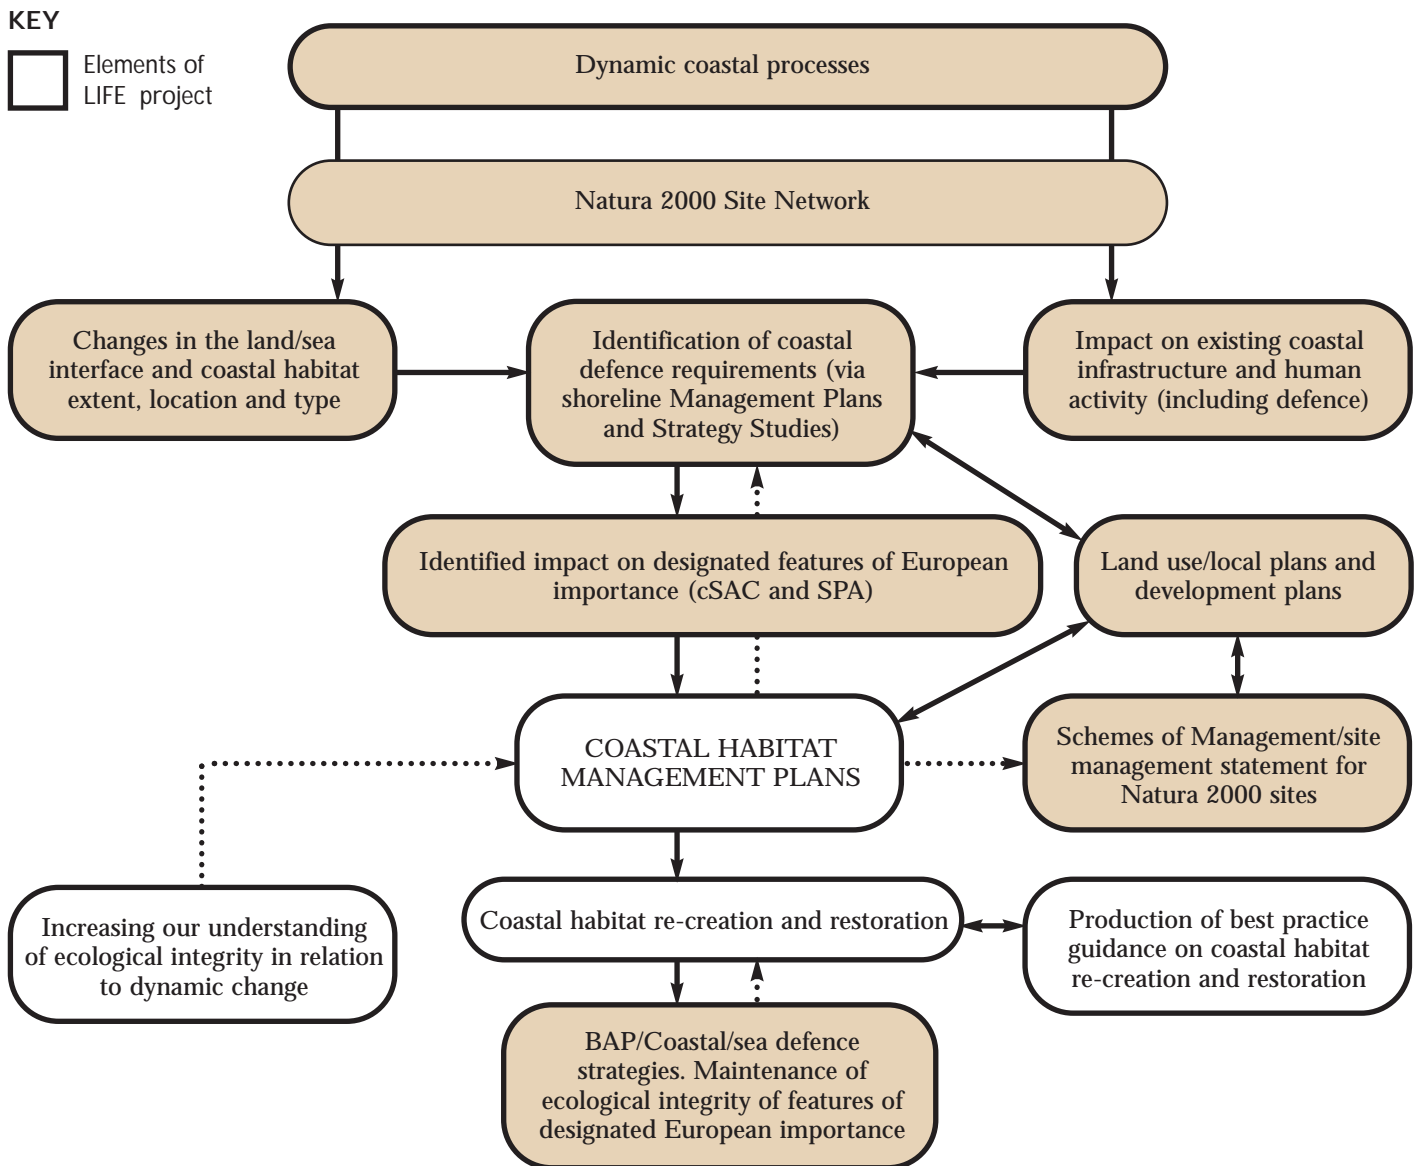 KEY
Elements of
LIFE project
Dynamic coastal processes
Natura 2000 Site Network
Changes in the land/sea
interface and coastal habitat
extent, location and type
Identification of coastal
defence requirements (via
shoreline Management Plans
and Strategy Studies)
Impact on existing coastal
infrastructure and human
activity (including defence)
Identified impact on designated features of European
importance (cSAC and SPA)
Land use/local plans and
development plans
COASTAL HABITAT
MANAGEMENT PLANS
Schemes of Management/site
management statement for
Natura 2000 sites
Increasing our understanding
of ecological integrity in relation
to dynamic change
Coastal habitat re-creation and restoration
Production of best practice
guidance on coastal habitat
re-creation and restoration
BAP/Coastal/sea defence
strategies. Maintenance of
ecological integrity of features of
designated European importance